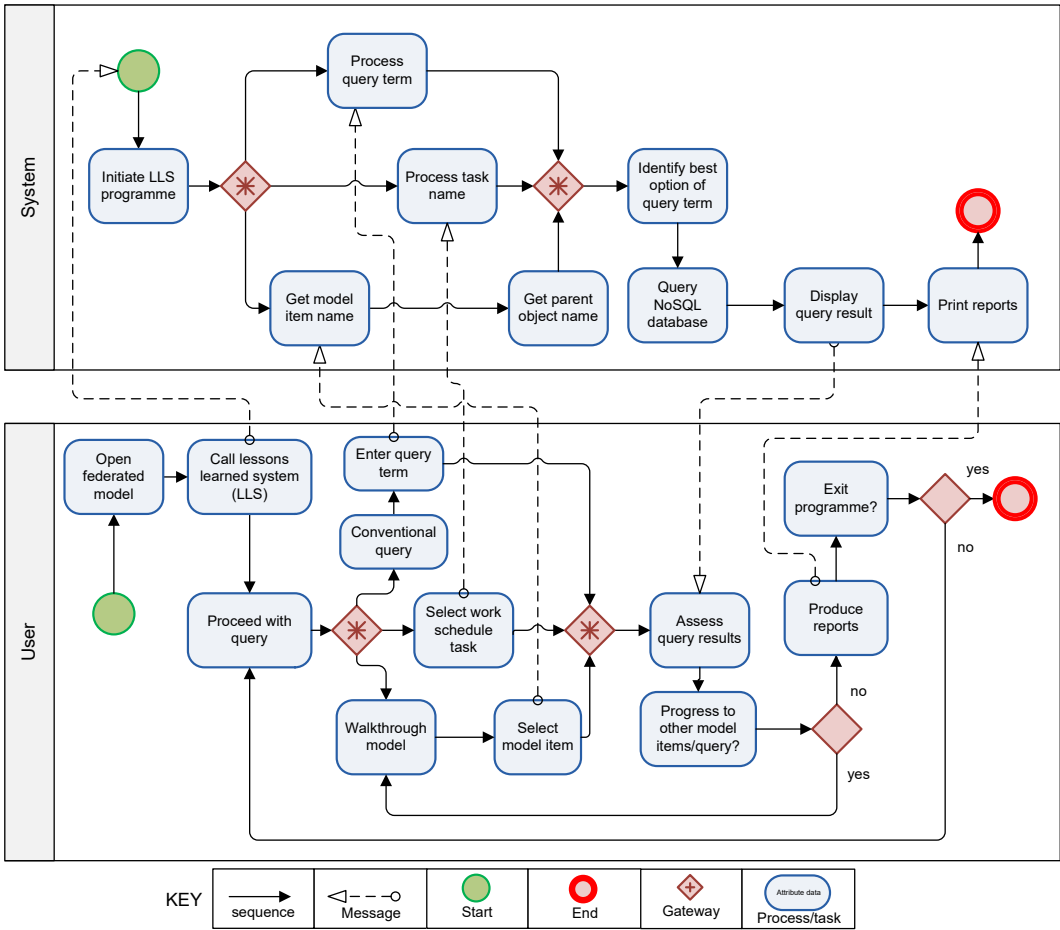 System
Process
query term
Initiate LLS
programme
Process task
name
Identify best
option of
query term
Get model
item name
Get parent
object name
Query
NoSQL
database
Display
query result
Print reports
User
Open
federated
model
Call lessons
learned system
(LLS)
Enter query
term
Exit
programme?
yes
no
Conventional
query
Proceed with
query
Select work
schedule
task
Assess
query results
Produce
reports
no
Walkthrough
model
Select
model item
Progress to
other model
items/query?
yes
KEY
sequence
Message
Start
End
Gateway
Attribute data
Process/task